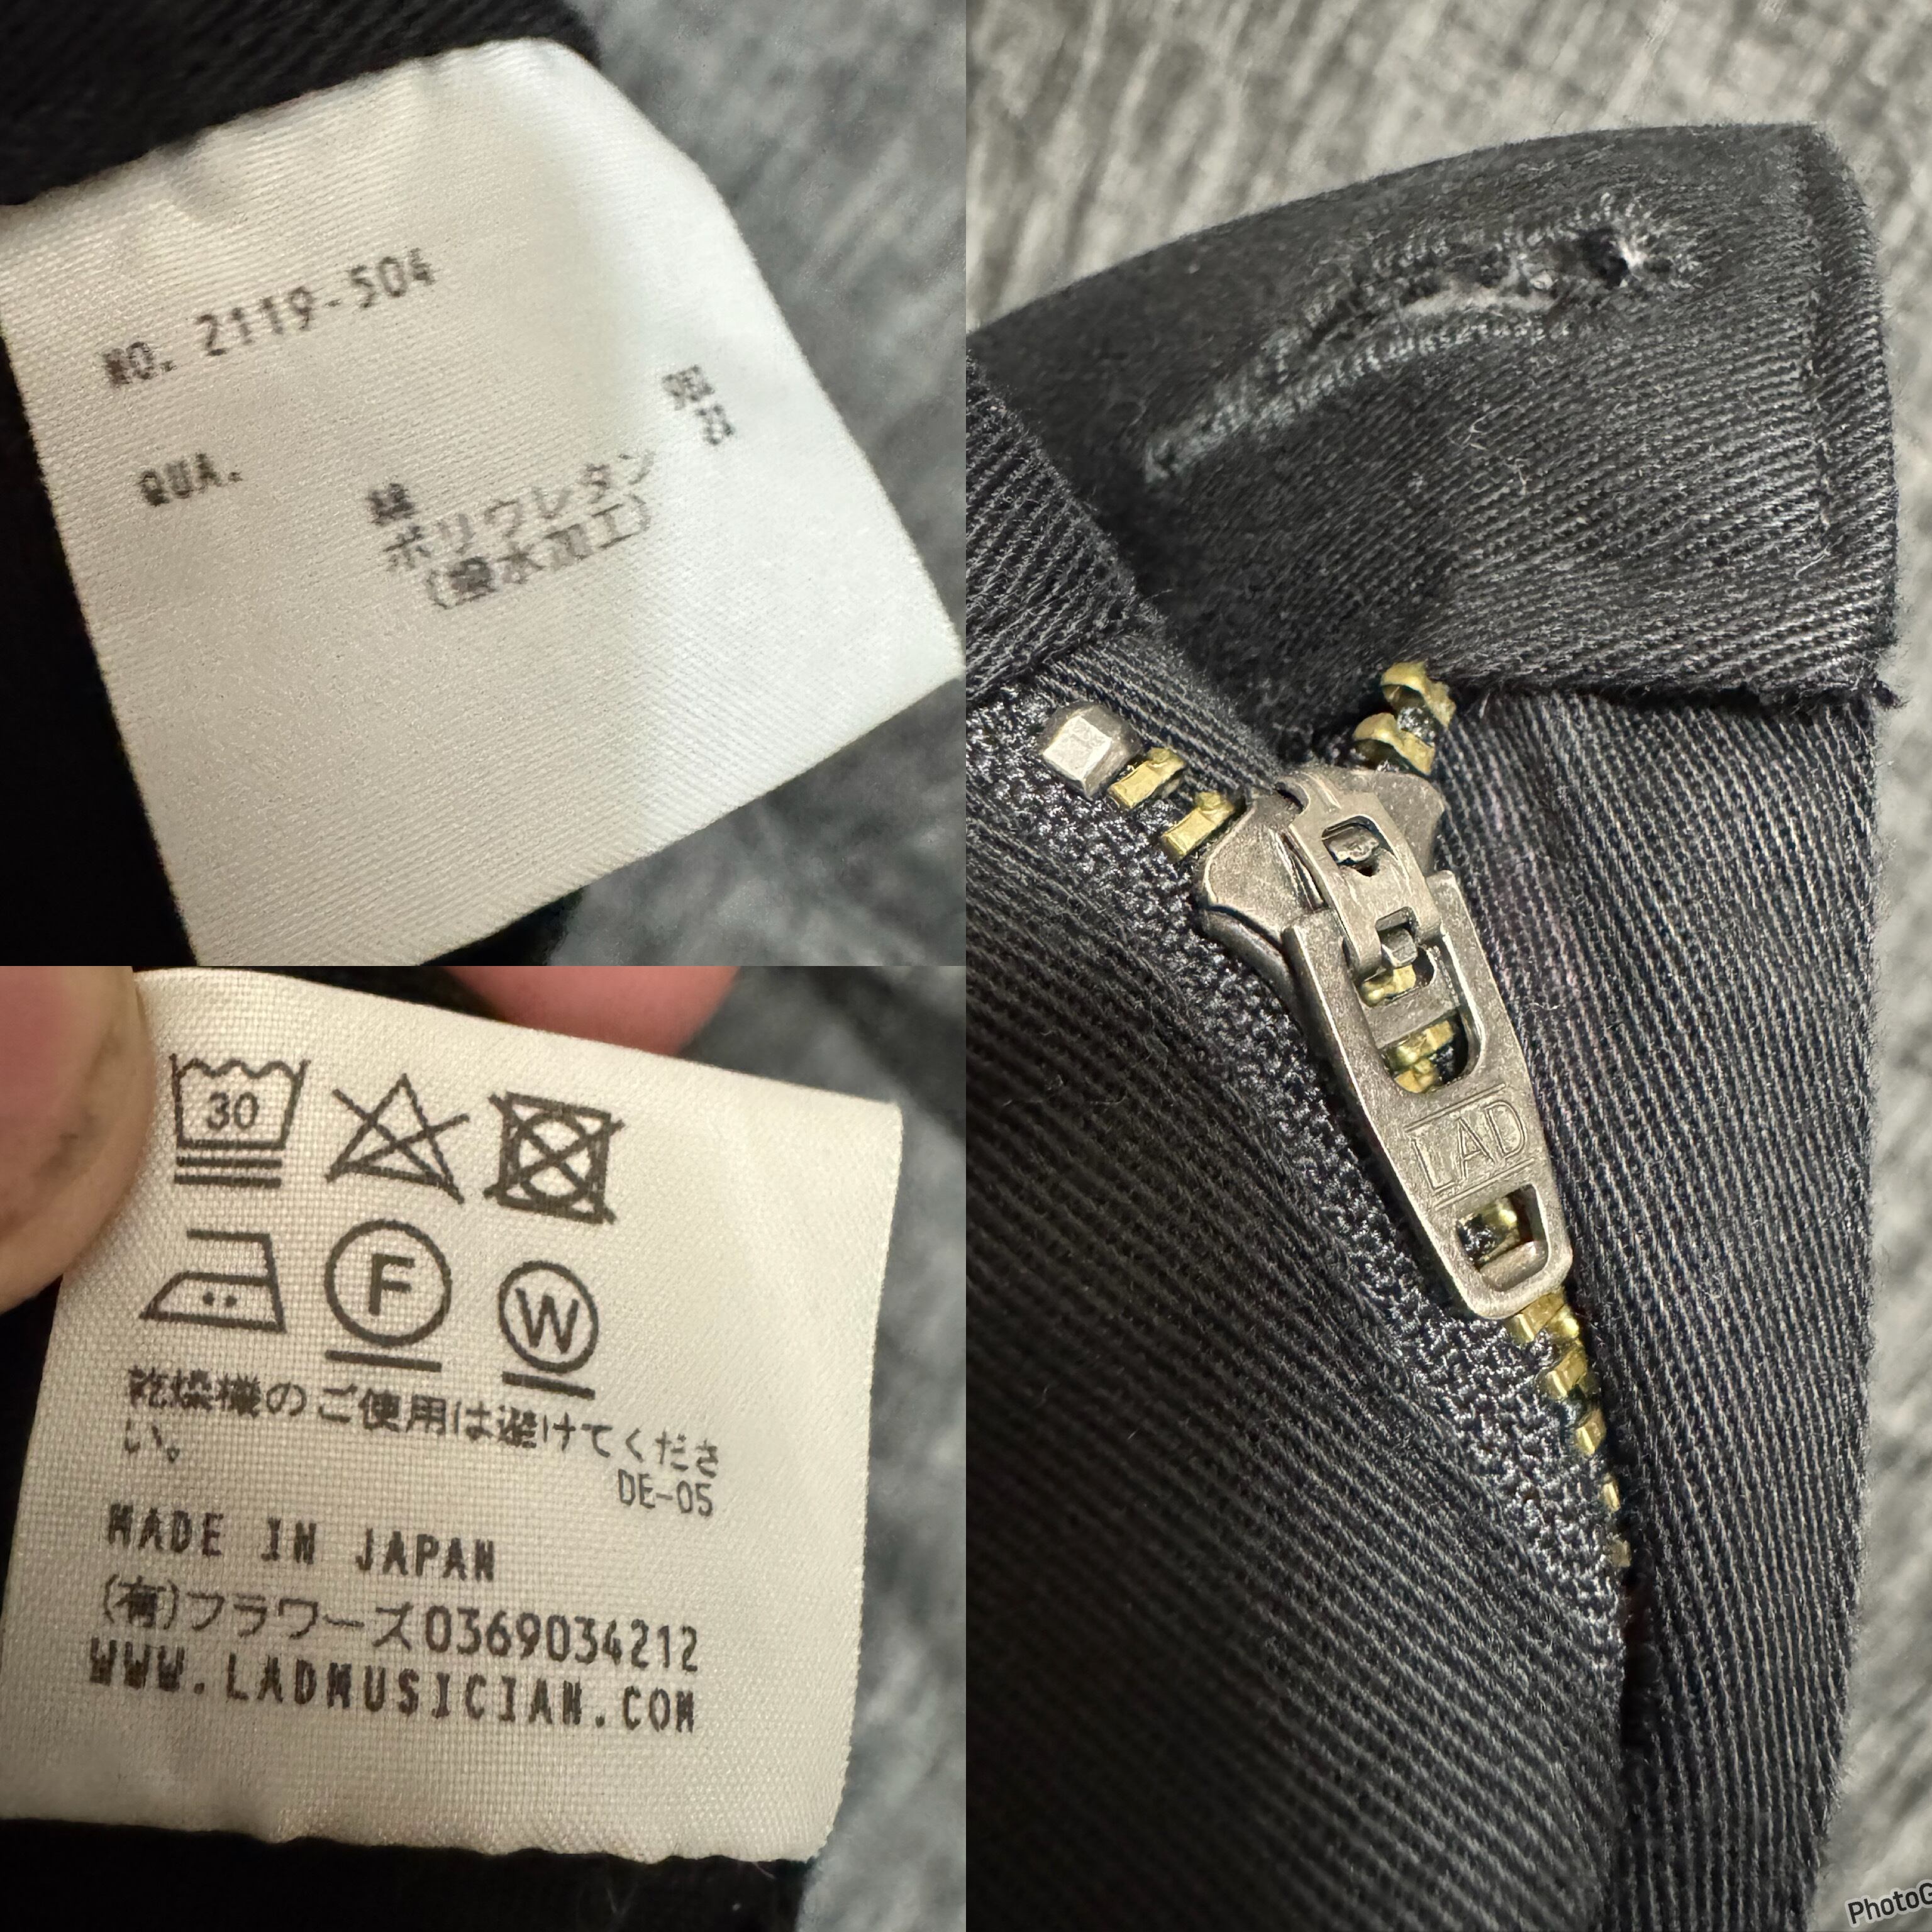 NO. 2119-504
QUA.
綿
ポリウレタン
(撥水加工)
30
F
W
乾燥機のご使用は避けてくださ
い。
DE-05
MADE IN JAPAN
(有)フラワーズ0369034212
WWW.LADMUSICIAN.COM
LAD